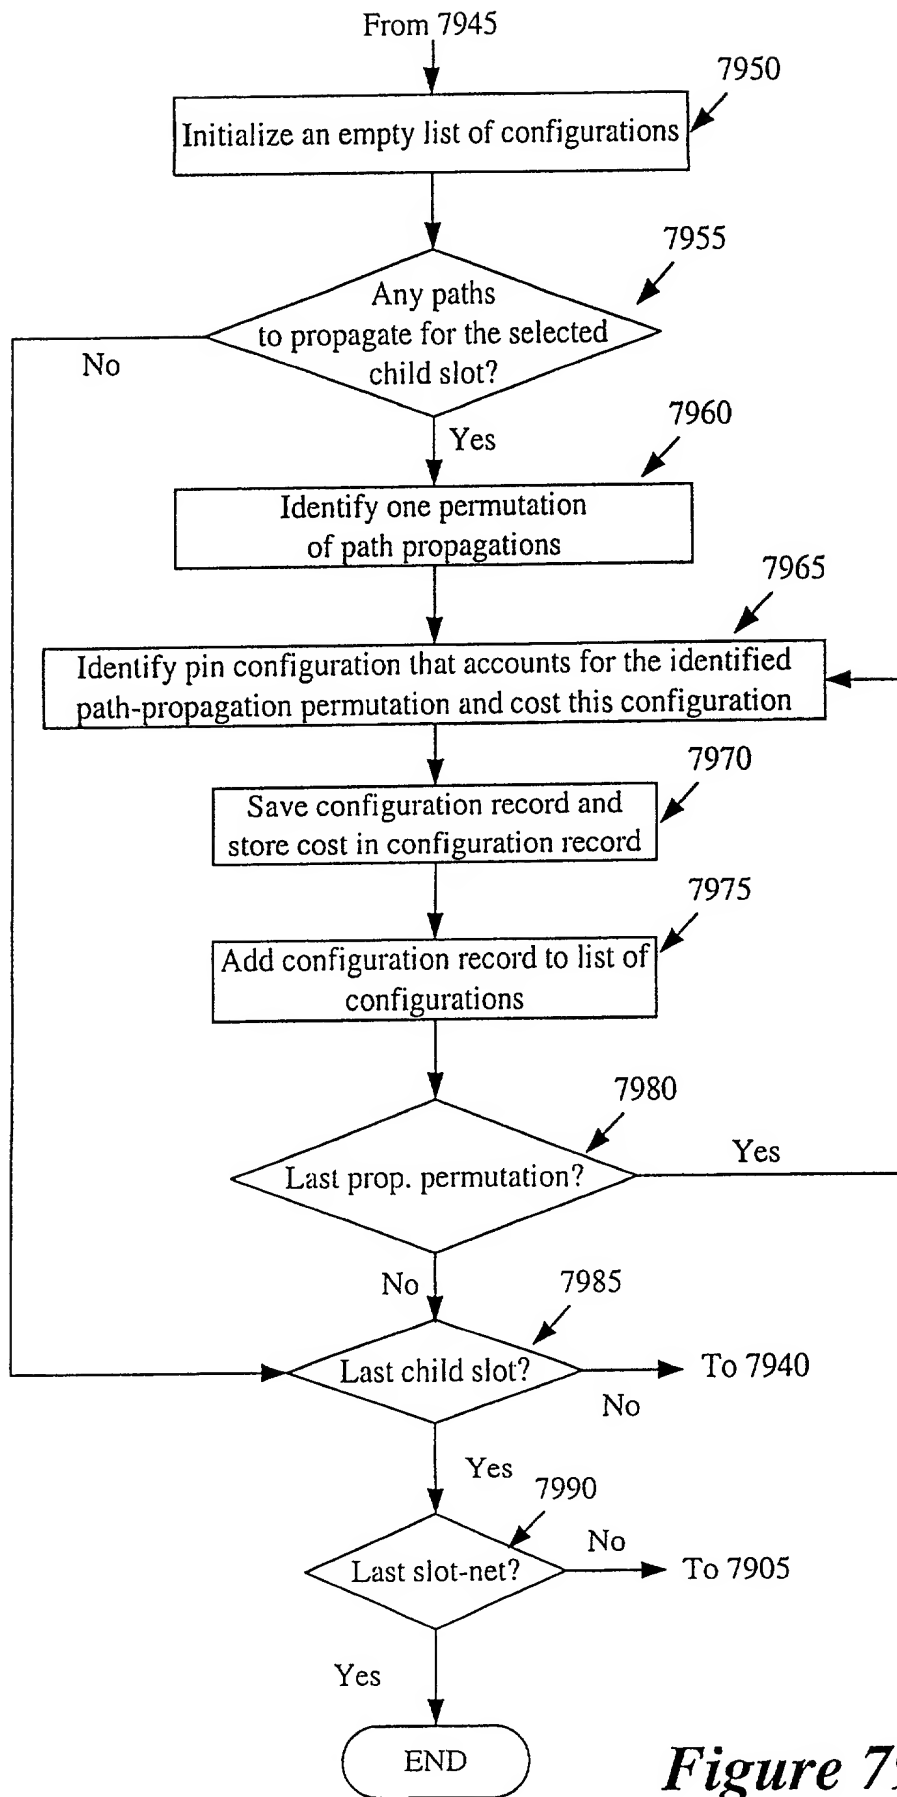 From 7945
7950
Initialize an empty list of configurations
7955
Any paths
to propagate for the selected
child slot?
No
Yes
7960
Identify one permutation
of path propagations
7965
Identify pin configuration that accounts for the identified
path-propagation permutation and cost this configuration
7970
Save configuration record and
store cost in configuration record
7975
Add configuration record to list of
configurations
7980
Last prop. permutation?
Yes
No
7985
Last child slot?
To 7940
No
Yes
7990
Last slot-net?
No
To 7905
Yes
END
Figure